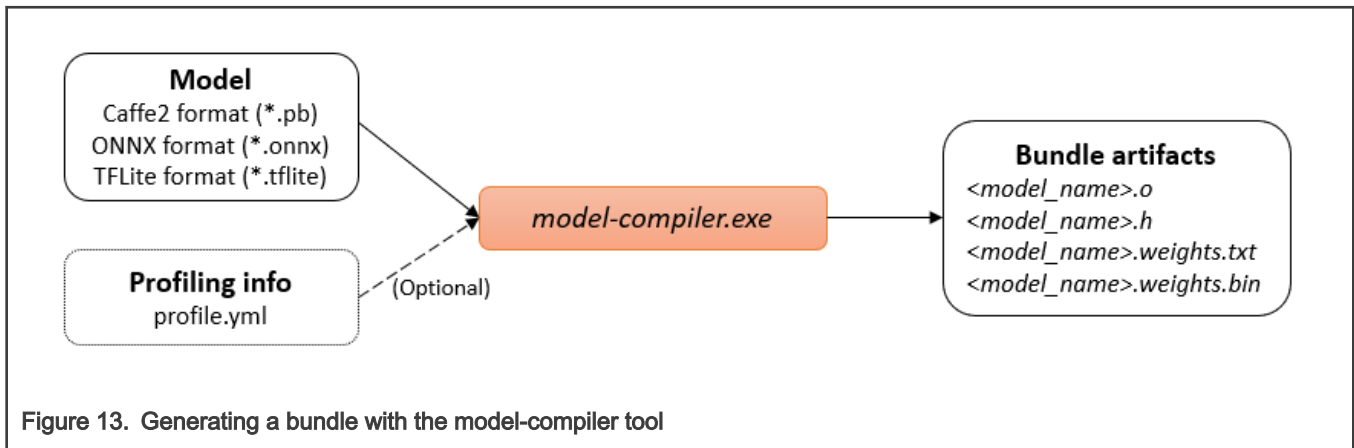 Model
Caffe2 format (*.pb)
ONNX format (*.onnx)
TFLite format (*.tflite)
Profiling info
profile.yml
(Optional)
model-compiler.exe
Bundle artifacts
<model_name>.o
<model_name>.h
<model_name>.weights.txt
<model_name>.weights.bin
Figure 13. Generating a bundle with the model-compiler tool